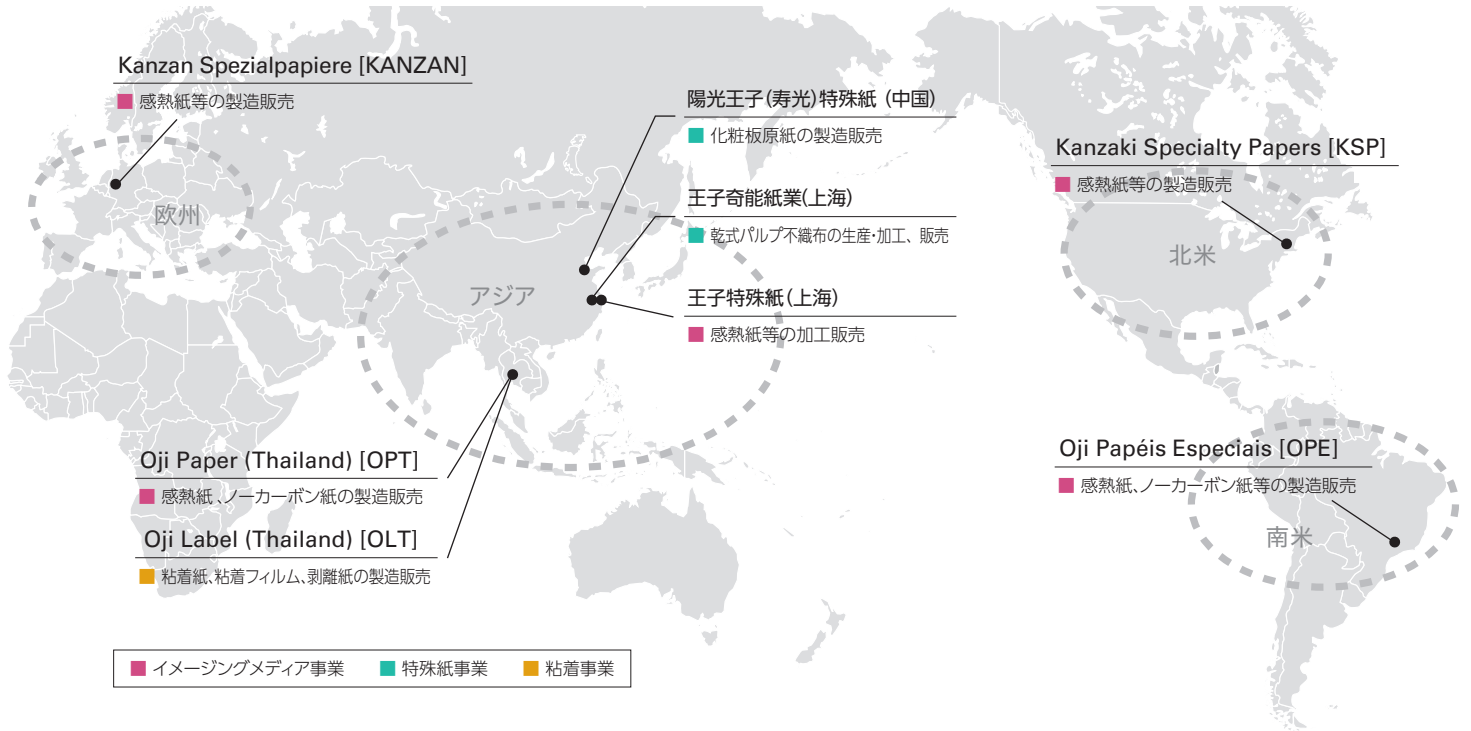 Kanzan Spezialpapiere [KANZAN]
感熱紙等の製造販売
欧州
陽光王子(寿光)特殊紙 (中国)
化粧板原紙の製造販売
王子奇能紙業(上海)
乾式パルプ不織布の生産・加工、販売
アジア
王子特殊紙(上海)
感熱紙等の加工販売
Kanzaki Specialty Papers [KSP]
感熱紙等の製造販売
北米
Oji Paper (Thailand) [OPT]
感熱紙、ノーカーボン紙の製造販売
Oji Label (Thailand) [OLT]
粘着紙、粘着フィルム、剥離紙の製造販売
Oji Papéis Especiais [OPE]
感熱紙、ノーカーボン紙等の製造販売
南米
イメージングメディア事業 特殊紙事業 粘着事業